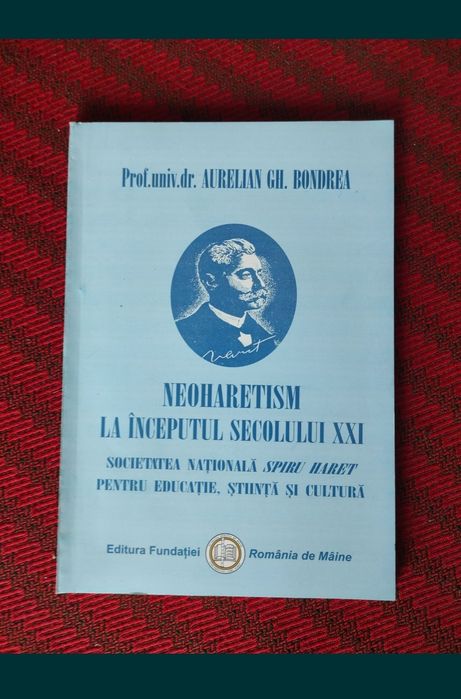 Prof.univ.dr. AURELIAN GH. BONDREA
Haret
NEOHARETISM
LA ÎNCEPUTUL SECOLULUI XXI
SOCIETATEA NAȚIONALĂ SPIRU HARET
PENTRU EDUCAȚIE, ȘTIINȚĂ ȘI CULTURĂ
Editura Fundației România de Mâine